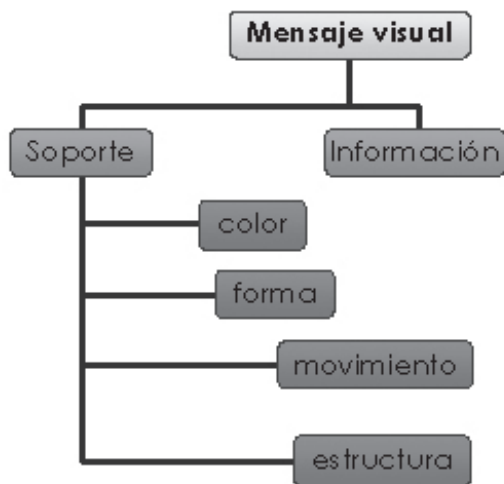 Mensaje visual
Soporte
Información
color
forma
movimiento
estructura